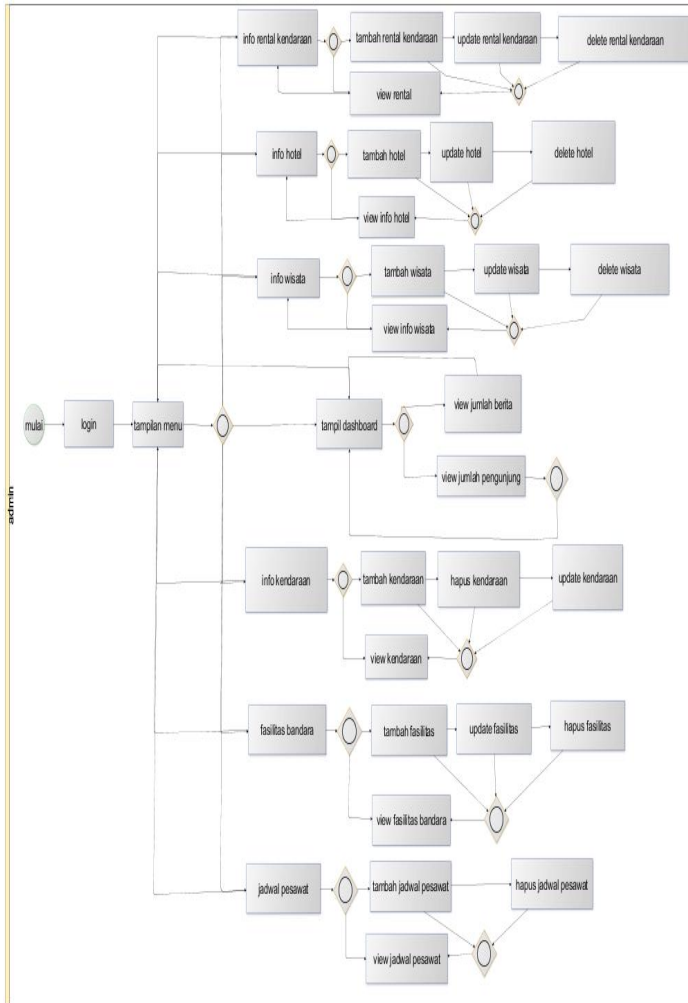 info rental kendaraan
tambah rental kendaraan
update rental kendaraan
delete rental kendaraan
view rental
info hotel
tambah hotel
update hotel
delete hotel
view info hotel
info wisata
tambah wisata
update wisata
delete wisata
view info wisata
admin
mulai
login
tampilan menu
tampil dashboard
view jumlah berita
view jumlah pengunjung
info kendaraan
tambah kendaraan
hapus kendaraan
update kendaraan
view kendaraan
fasilitas bandara
tambah fasilitas
update fasilitas
hapus fasilitas
view fasilitas bandara
jadwal pesawat
tambah jadwal pesawat
hapus jadwal pesawat
view jadwal pesawat